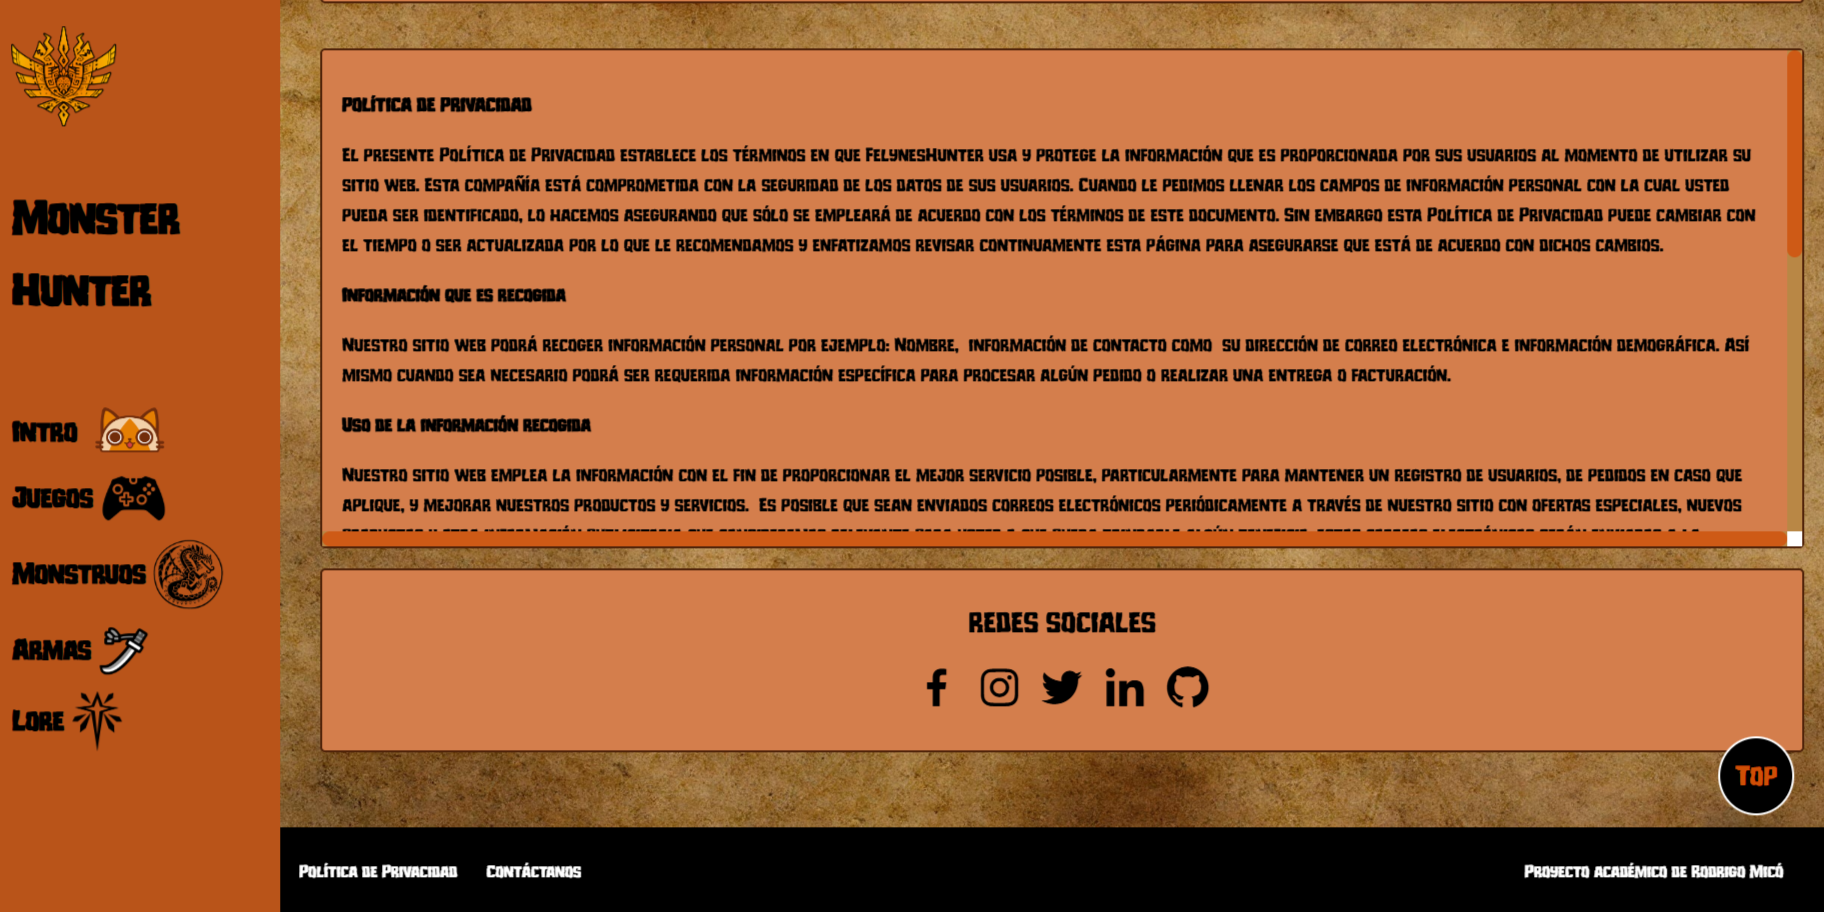 Monster
Hunter
Intro
Juegos
Monstruos
Armas
Lore
Política de Privacidad
El presente Política de Privacidad establece los términos en que FelynesHunter usa y protege la información que es proporcionada por sus usuarios al momento de utilizar su
sitio web. Esta compañía está comprometida con la seguridad de los datos de sus usuarios. Cuando le pedimos llenar los campos de información personal con la cual usted
pueda ser identificado, lo hacemos asegurando que sólo se empleará de acuerdo con los términos de este documento. Sin embargo esta Política de Privacidad puede cambiar con
el tiempo o ser actualizada por lo que le recomendamos y enfatizamos revisar continuamente esta página para asegurarse que está de acuerdo con dichos cambios.
Información que es recogida
Nuestro sitio web podrá recoger información personal por ejemplo: Nombre,  información de contacto como  su dirección de correo electrónica e información demográfica. Así
mismo cuando sea necesario podrá ser requerida información específica para procesar algún pedido o realizar una entrega o facturación.
Uso de la información recogida
Nuestro sitio web emplea la información con el fin de proporcionar el mejor servicio posible, particularmente para mantener un registro de usuarios, de pedidos en caso que
aplique, y mejorar nuestros productos y servicios.  Es posible que sean enviados correos electrónicos periódicamente a través de nuestro sitio con ofertas especiales, nuevos
REDES SOCIALES
Top
Política de Privacidad
Contáctanos
Proyecto académico de Rodrigo Micó